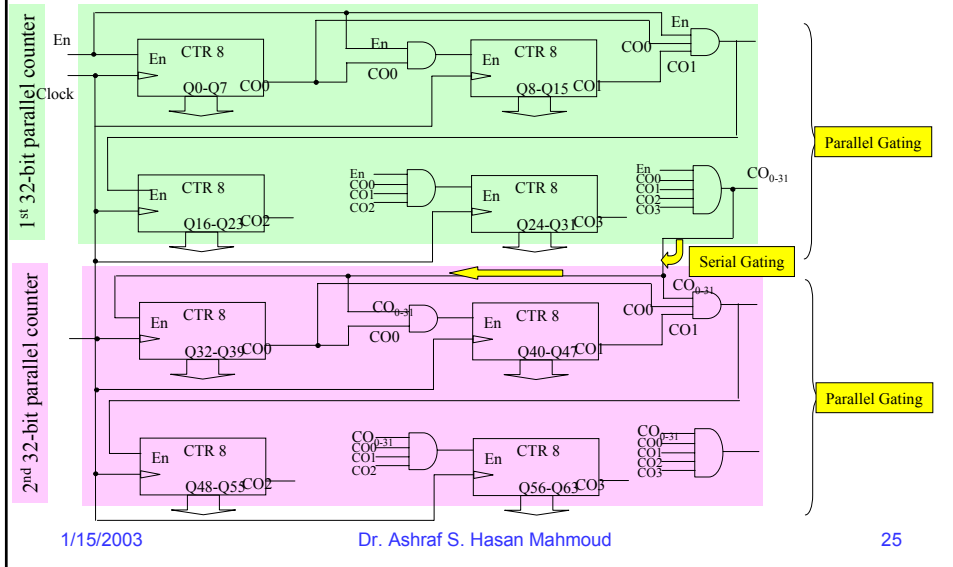 1st 32-bit parallel counter
En
Clock
En
CTR 8
Q0-Q7
CO0
En
CO0
En
CTR 8
Q8-Q15
CO1
En
CO0
CO1
Parallel Gating
En
CTR 8
Q16-Q23
CO2
En
CO0
CO1
CO2
En
CTR 8
Q24-Q31
CO3
En
CO0
CO1
CO2
CO3
CO0-31
Serial Gating
2nd 32-bit parallel counter
En
CTR 8
Q32-Q39
CO0
CO0-31
CO0
En
CTR 8
Q40-Q47
CO1
CO0-31
CO0
CO1
Parallel Gating
En
CTR 8
Q48-Q55
CO2
CO0-31
CO0
CO1
CO2
En
CTR 8
Q56-Q63
CO3
CO0-31
CO0
CO1
CO2
CO3
1/15/2003
Dr. Ashraf S. Hasan Mahmoud
25